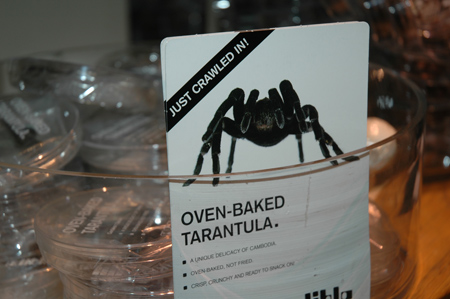 JUST CRAWLED IN!
OVEN-BAKED
TARANTULA.
A UNIQUE DELICACY OF CAMBODIA
OVEN-BAKED, NOT FRIED
CRISP, CRUNCHY AND READY TO SNACK ON.